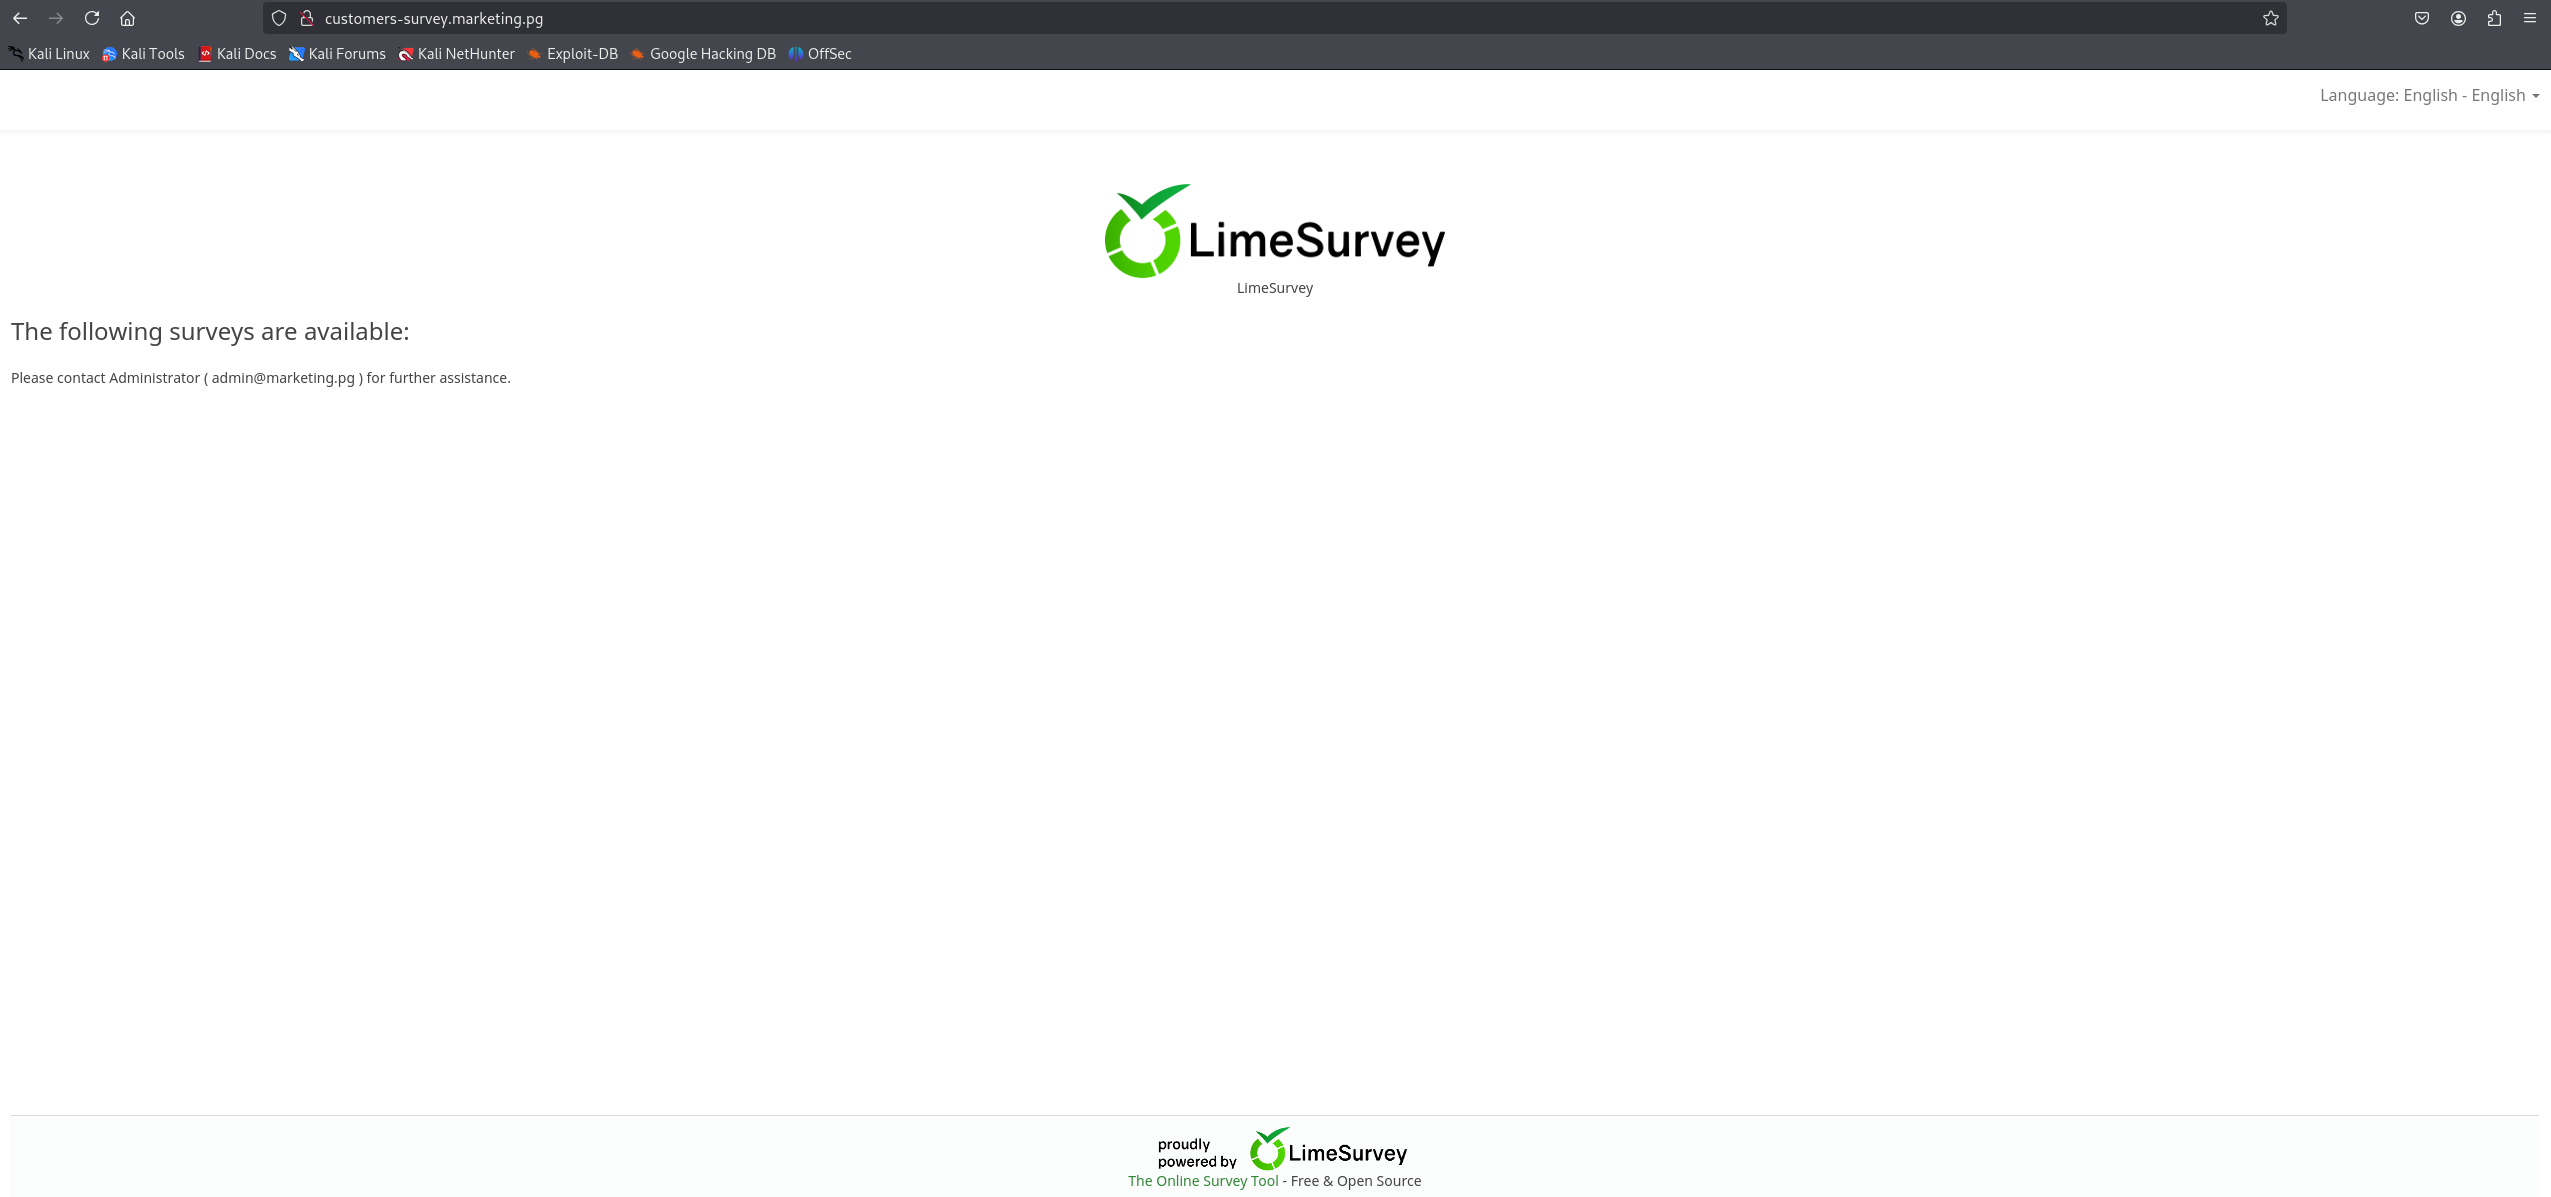 customers-survey.marketing.pg
Kali Linux Kali Tools Kali Docs Kali Forums Kali NetHunter Exploit-DB Google Hacking DB OffSec
Language: English - English
LimeSurvey
LimeSurvey
The following surveys are available:
Please contact Administrator ( admin@marketing.pg ) for further assistance.
proudly
powered by LimeSurvey
The Online Survey Tool - Free & Open Source